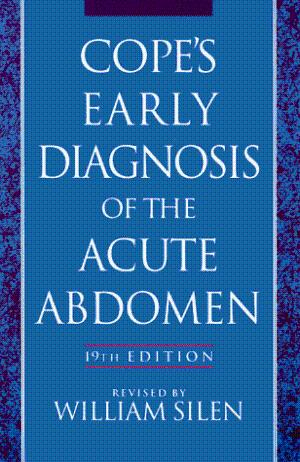 COPE'S
EARLY
DIAGNOSIS
OF THE
ACUTE
ABDOMEN
19TH EDITION
REVISED BY
WILLIAM SILEN